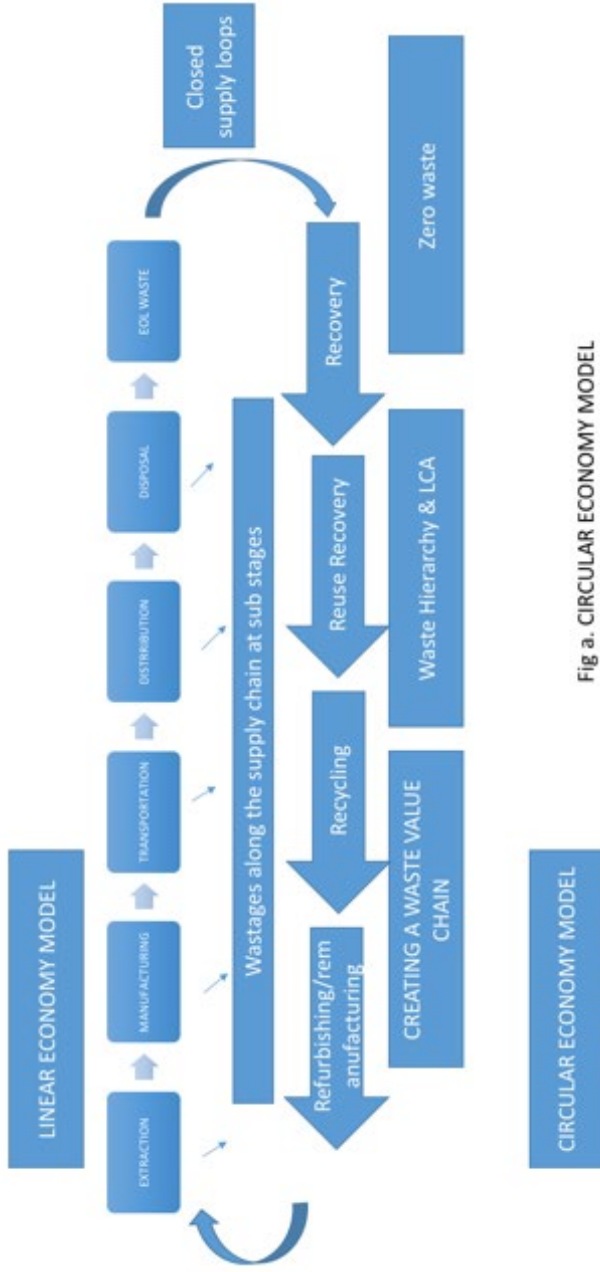 LINEAR ECONOMY MODEL
EXTRACTION
MANUFACTURING
TRANSPORTATION
DISTRRIBUTION
DISPOSAL
EOL WASTE
Closed
supply loops
Wastages along the supply chain at sub stages
Refurbishing/rem
anufacturing
Recycling
Reuse Recovery
Recovery
CREATING A WASTE VALUE
CHAIN
Waste Hierarchy & LCA
Zero waste
CIRCULAR ECONOMY MODEL
Fig a. CIRCULAR ECONOMY MODEL